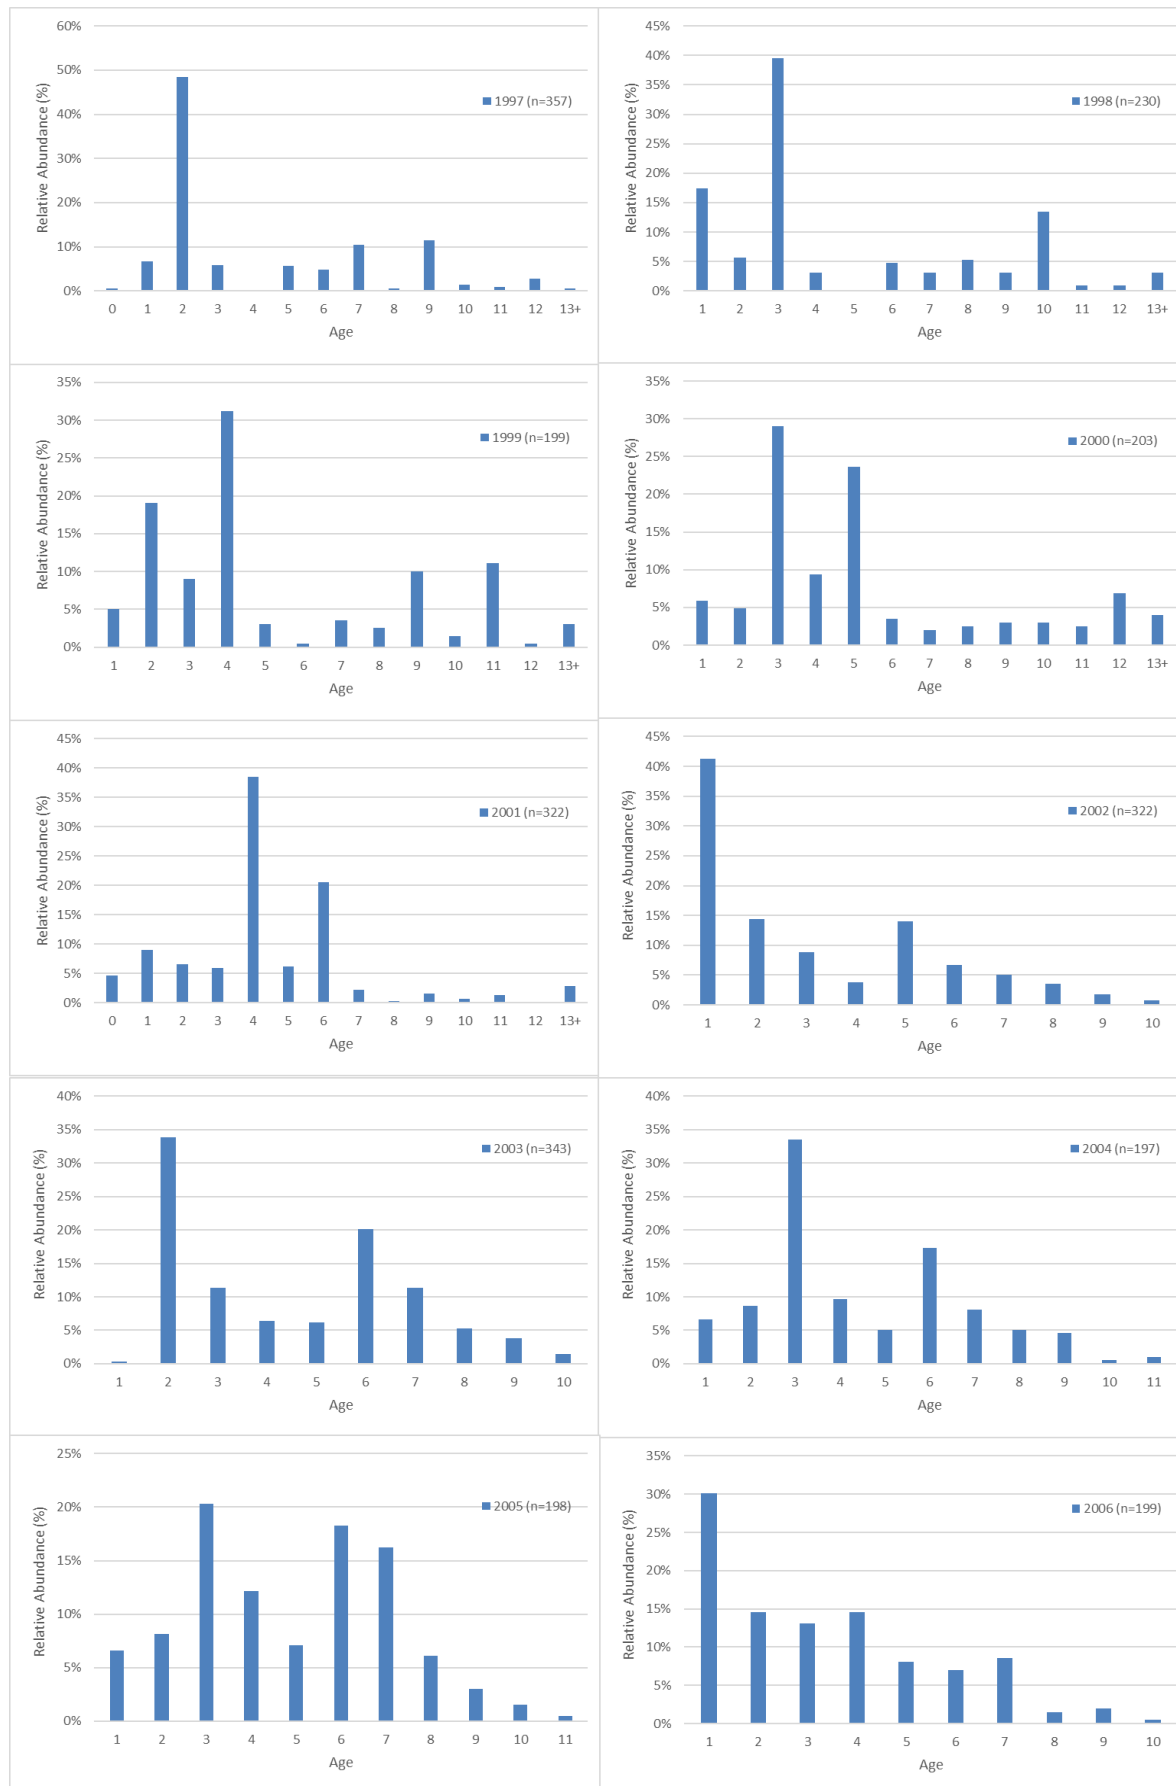 60%
50%
40%
30%
20%
10%
0%
Relative Abundance (%)
1997 (n=357)
0 1 2 3 4 5 6 7 8 9 10 11 12 13+
Age
45%
40%
35%
30%
25%
20%
15%
10%
5%
0%
Relative Abundance (%)
1998 (n=230)
1 2 3 4 5 6 7 8 9 10 11 12 13+
Age
35%
30%
25%
20%
15%
10%
5%
0%
Relative Abundance (%)
1999 (n=199)
1 2 3 4 5 6 7 8 9 10 11 12 13+
Age
35%
30%
25%
20%
15%
10%
5%
0%
Relative Abundance (%)
2000 (n=203)
1 2 3 4 5 6 7 8 9 10 11 12 13+
Age
45%
40%
35%
30%
25%
20%
15%
10%
5%
0%
Relative Abundance (%)
2001 (n=322)
0 1 2 3 4 5 6 7 8 9 10 11 12 13+
Age
45%
40%
35%
30%
25%
20%
15%
10%
5%
0%
Relative Abundance (%)
2002 (n=322)
1 2 3 4 5 6 7 8 9 10
Age
40%
35%
30%
25%
20%
15%
10%
5%
0%
Relative Abundance (%)
2003 (n=343)
1 2 3 4 5 6 7 8 9 10
Age
40%
35%
30%
25%
20%
15%
10%
5%
0%
Relative Abundance (%)
2004 (n=197)
1 2 3 4 5 6 7 8 9 10 11
Age
25%
20%
15%
10%
5%
0%
Relative Abundance (%)
2005 (n=198)
1 2 3 4 5 6 7 8 9 10 11
Age
35%
30%
25%
20%
15%
10%
5%
0%
Relative Abundance (%)
2006 (n=199)
1 2 3 4 5 6 7 8 9 10
Age